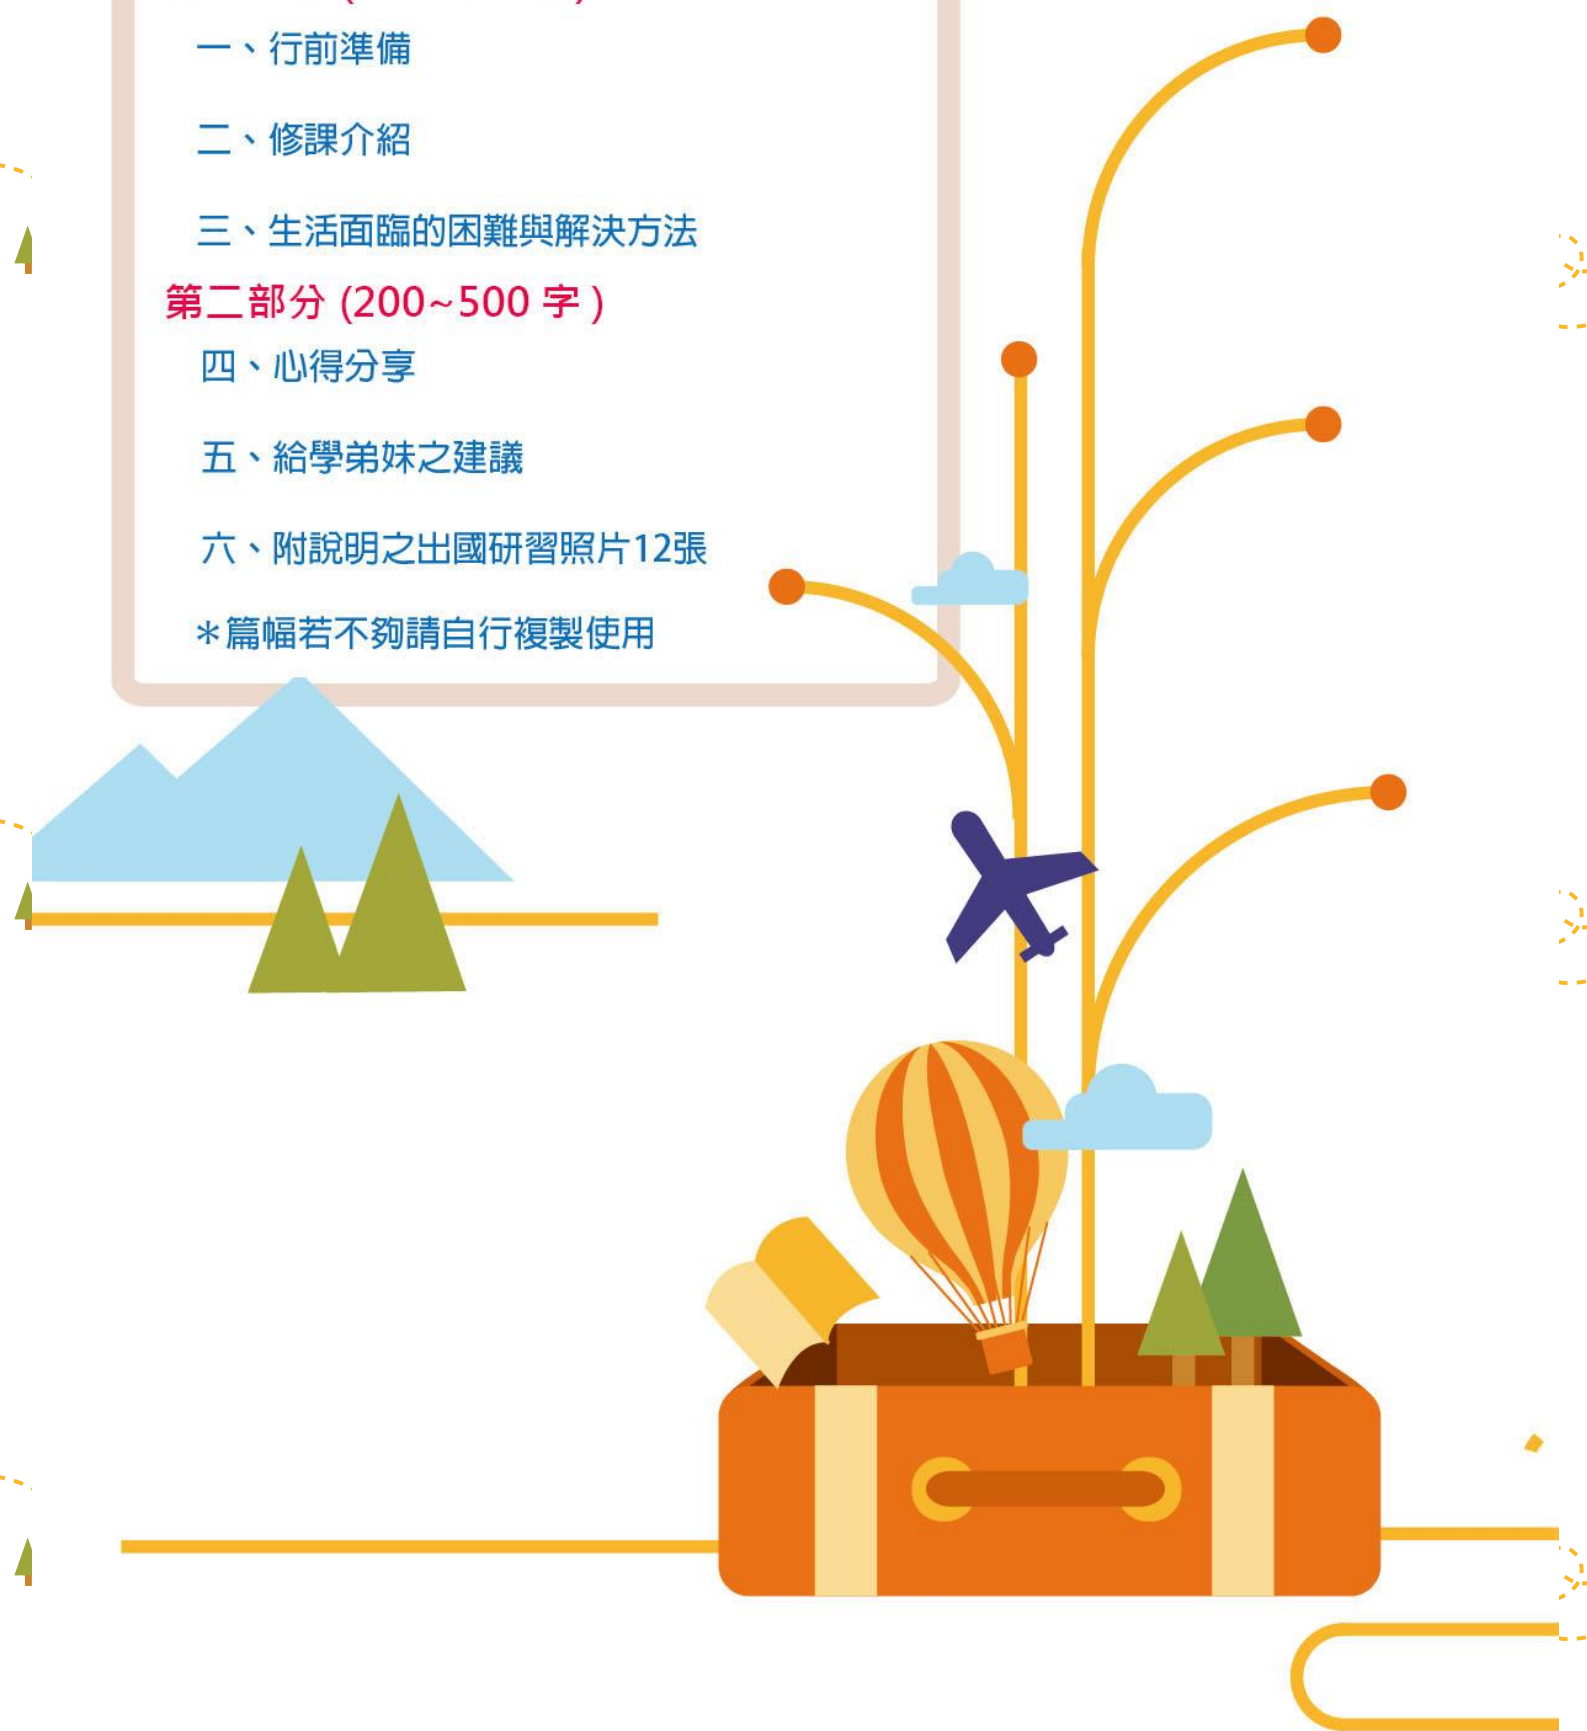 一、行前準備
二、修課介紹
三、生活面臨的困難與解決方法
第二部分 (200~500 字 )
四、心得分享
五、給學弟妹之建議
六、附說明之出國研習照片12張
＊篇幅若不夠請自行複製使用